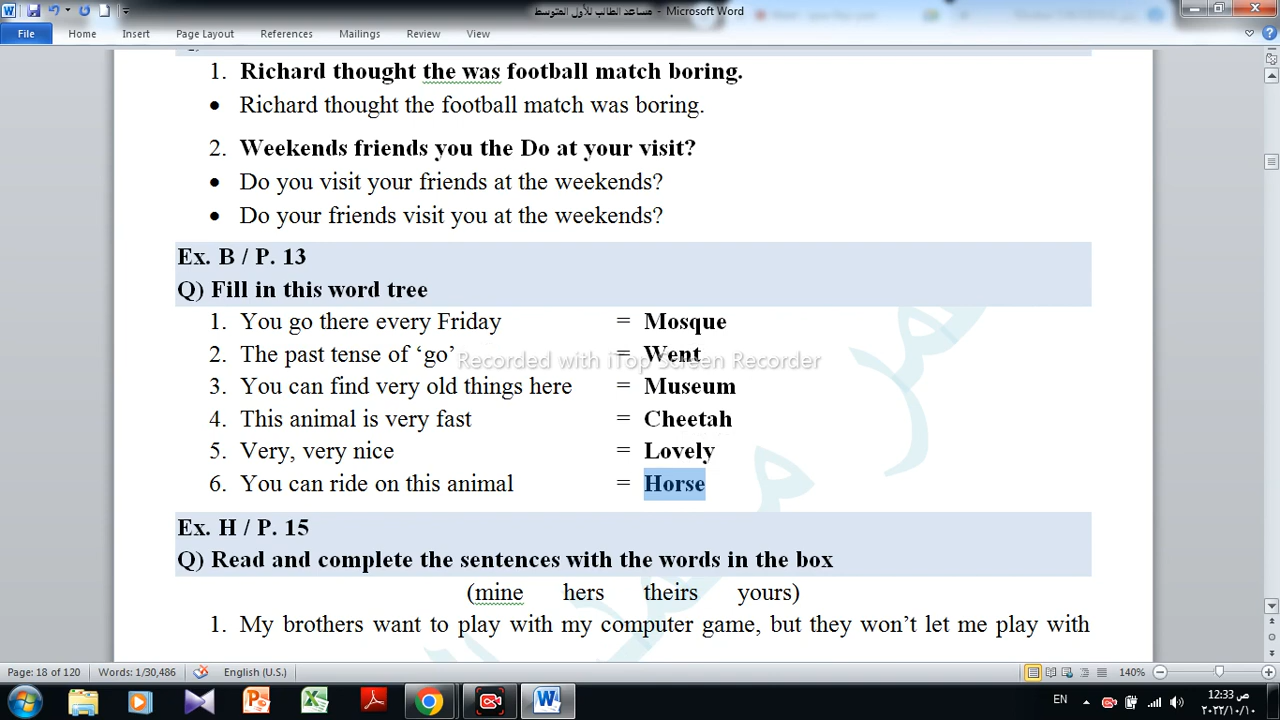 مساعد الطالب للأول المتوسط - Microsoft Word
File Home Insert Page Layout References Mailings Review View
1. Richard thought the was football match boring.
• Richard thought the football match was boring.
2. Weekends friends you the Do at your visit?
• Do you visit your friends at the weekends?
• Do your friends visit you at the weekends?
Ex. B / P. 13
Q) Fill in this word tree
1. You go there every Friday = Mosque
2. The past tense of ‘go’ = Went
Recorded with iTop Screen Recorder
3. You can find very old things here = Museum
4. This animal is very fast = Cheetah
5. Very, very nice = Lovely
6. You can ride on this animal = Horse
Ex. H / P. 15
Q) Read and complete the sentences with the words in the box
(mine hers theirs yours)
1. My brothers want to play with my computer game, but they won’t let me play with
Page: 18 of 120 Words: 1/30,486 English (U.S.) 140%
EN 12:33 ص
٢٠٢٢/١٠/١٠